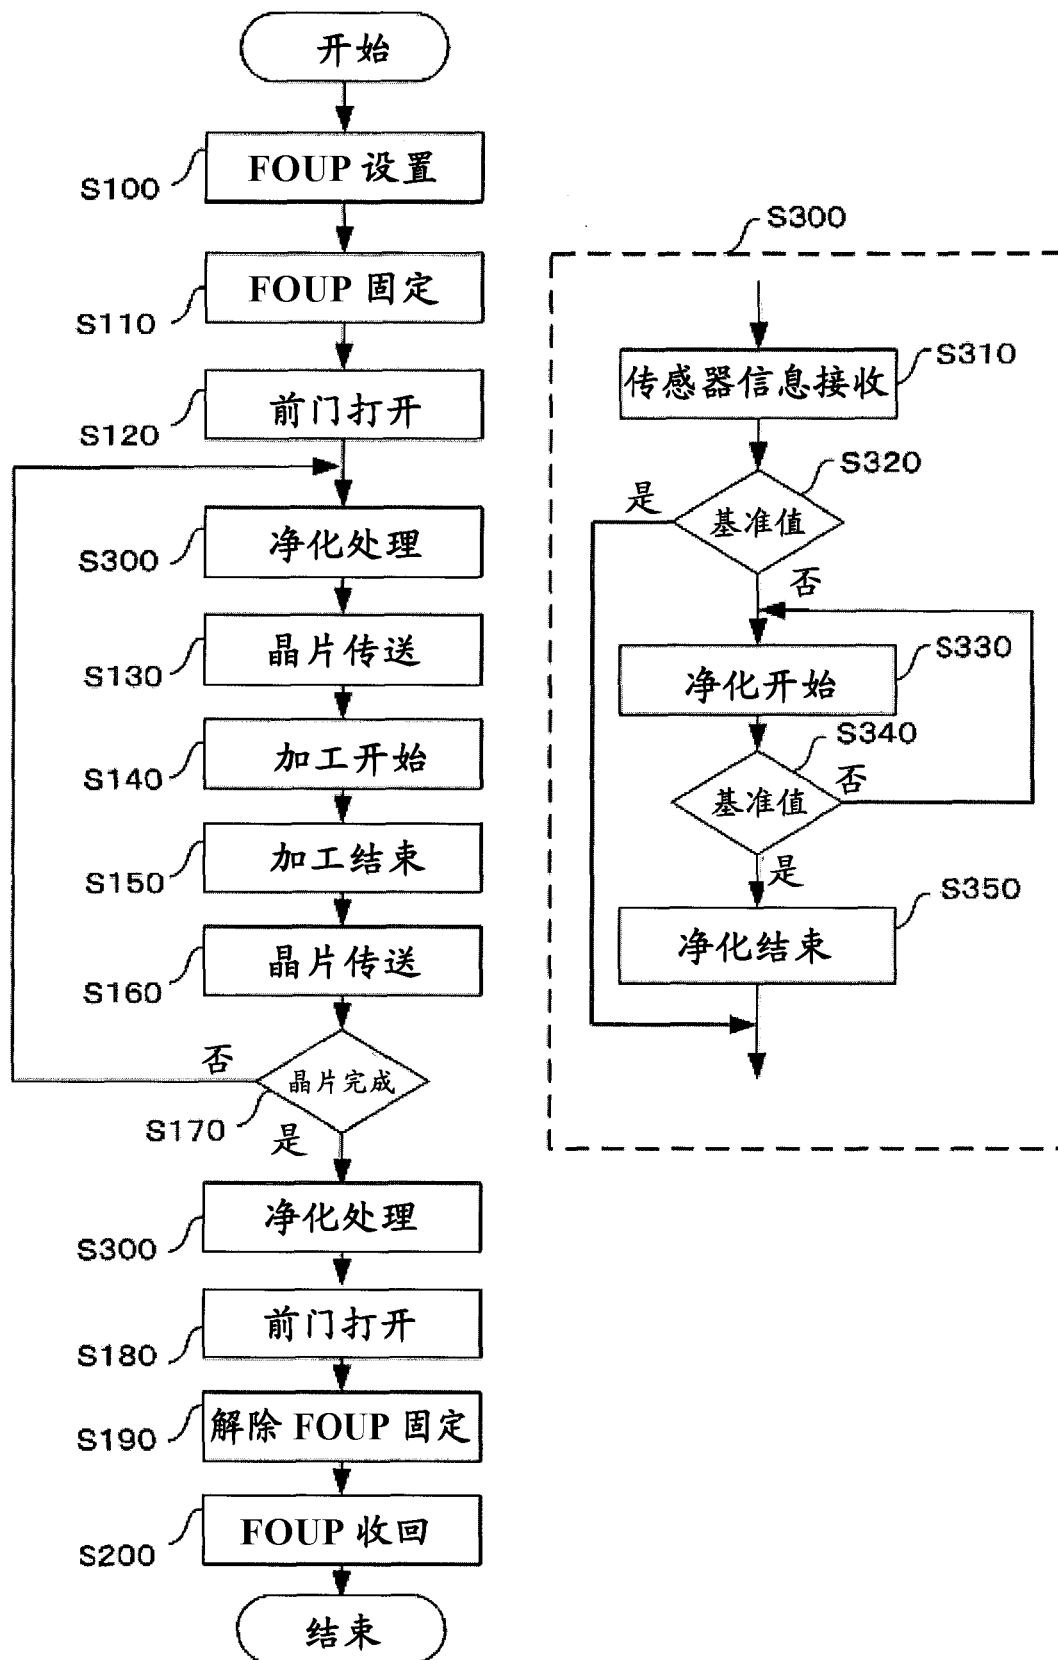 开始
FOUP 设置
S100
FOUP 固定
S110
前门打开
S120
净化处理
S300
晶片传送
S130
加工开始
S140
加工结束
S150
晶片传送
S160
否
晶片完成
S170
是
净化处理
S300
前门打开
S180
解除 FOUP 固定
S190
FOUP 收回
S200
结束
S300
S310
传感器信息接收
S320
是
基准值
否
S330
净化开始
S340
基准值
否
是
S350
净化结束